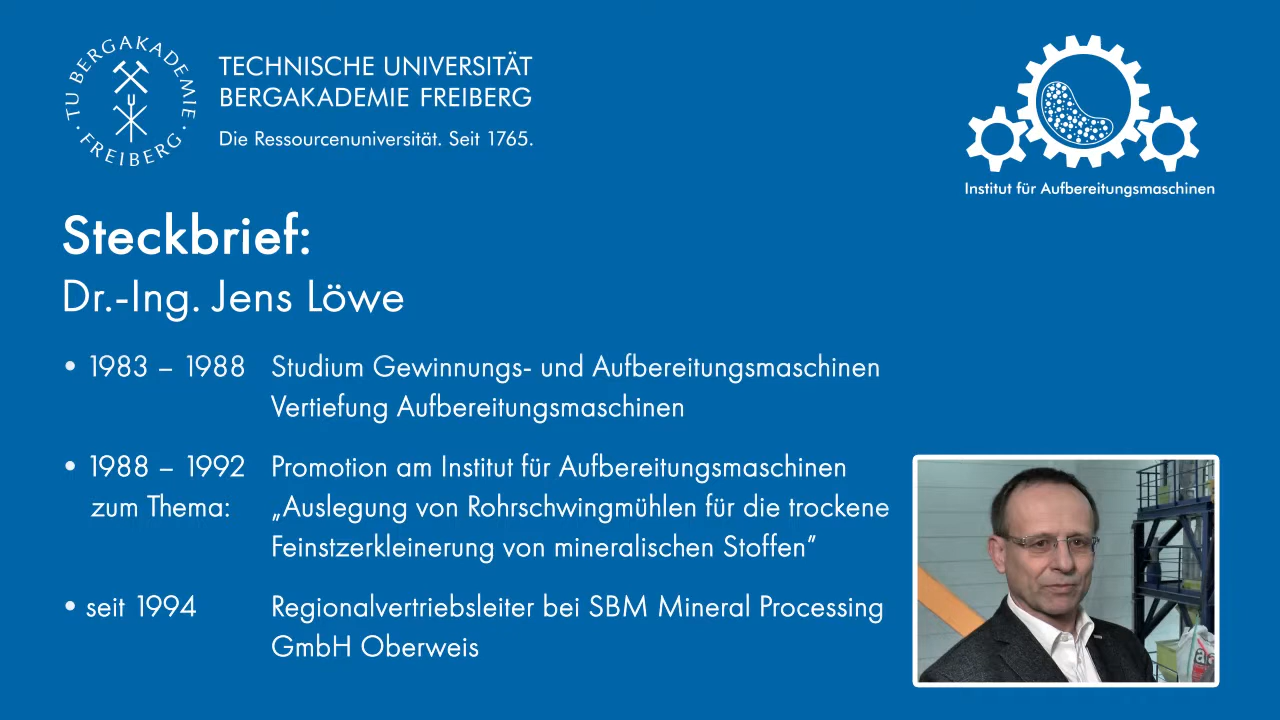 TU BERGAKADEMIE
· FREIBERG ·
TECHNISCHE UNIVERSITÄT
BERGAKADEMIE FREIBERG
Die Ressourcenuniversität. Seit 1765.
Institut für Aufbereitungsmaschinen
Steckbrief:
Dr.-Ing. Jens Löwe
• 1983 – 1988 Studium Gewinnungs- und Aufbereitungsmaschinen
Vertiefung Aufbereitungsmaschinen
• 1988 – 1992 Promotion am Institut für Aufbereitungsmaschinen
zum Thema: „Auslegung von Rohrschwingmühlen für die trockene
Feinstzerkleinerung von mineralischen Stoffen”
• seit 1994 Regionalvertriebsleiter bei SBM Mineral Processing
GmbH Oberweis